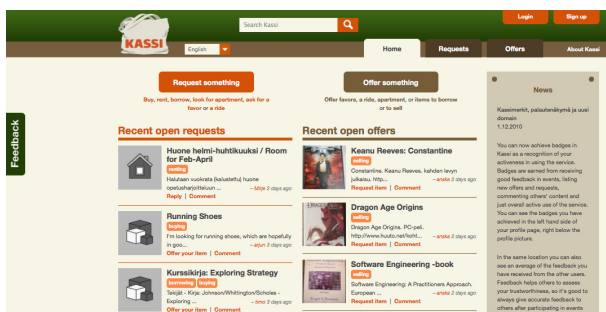 Login
Sign up
Search Kassi
KASSI
English
Home
Requests
Offers
About Kassi
Feedback
Request something
Buy, rent, borrow, look for apartment, ask for a
favor or a ride
Recent open requests
Huone helmi-huhtikuuksi / Room
for Feb-April
renting
Halutaan vuokrata (kalustettu) huone
opetusharjoitteluun ...
~ Mirje 2 days ago
Reply | Comment
Running Shoes
buying
I'm looking for running shoes, which are hopefully
in goo...
~ arjun 3 days ago
Offer your item | Comment
Kurssikirja: Exploring Strategy
borrowing buying
Tekijät - Kirja: Johnson/Whittington/Scholes -
Exploring ...
~ timo 3 days ago
Offer your item | Comment
Offer something
Offer favors, a ride, apartment, or items to borrow
or to sell
Recent open offers
Keanu Reeves: Constantine
selling
Constantine. Keanu Reeves, kahden levyn
julkaisu. http...
~ anska 2 days ago
Request item | Comment
Dragon Age Origins
selling
Dragon Age Origins. PC-peli.
http://www.huuto.net/koht...
~ anska 2 days ago
Request item | Comment
Software Engineering -book
selling
Software Engineering: A Practitioners Approach.
European ...
~ anska 2 days ago
Request item | Comment
News
Kassimerkit, palautenäkymä ja uusi
domain
1.12.2010
You can now achieve badges in
Kassi as a recognition of your
activeness in using the service.
Badges are earned from receiving
good feedback in events, listing
new offers and requests,
commenting others' content and
just overall active use of the service.
You can see the badges you have
achieved in the left hand side of
your profile page, right below the
profile picture.
In the same location you can also
see an average of the feedback you
have received from the other users.
Feedback helps others to assess
your trustworthiness, so it's good to
always give accurate feedback to
others after participating in events